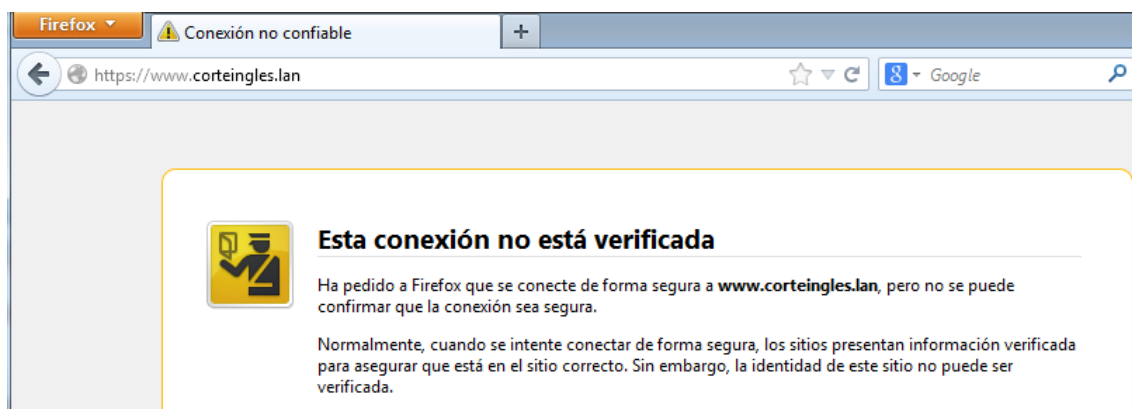 Firefox
Conexión no confiable
https://www.corteingles.lan
Google
Esta conexión no está verificada
Ha pedido a Firefox que se conecte de forma segura a www.corteingles.lan, pero no se puede
confirmar que la conexión sea segura.
Normalmente, cuando se intente conectar de forma segura, los sitios presentan información verificada
para asegurar que está en el sitio correcto. Sin embargo, la identidad de este sitio no puede ser
verificada.